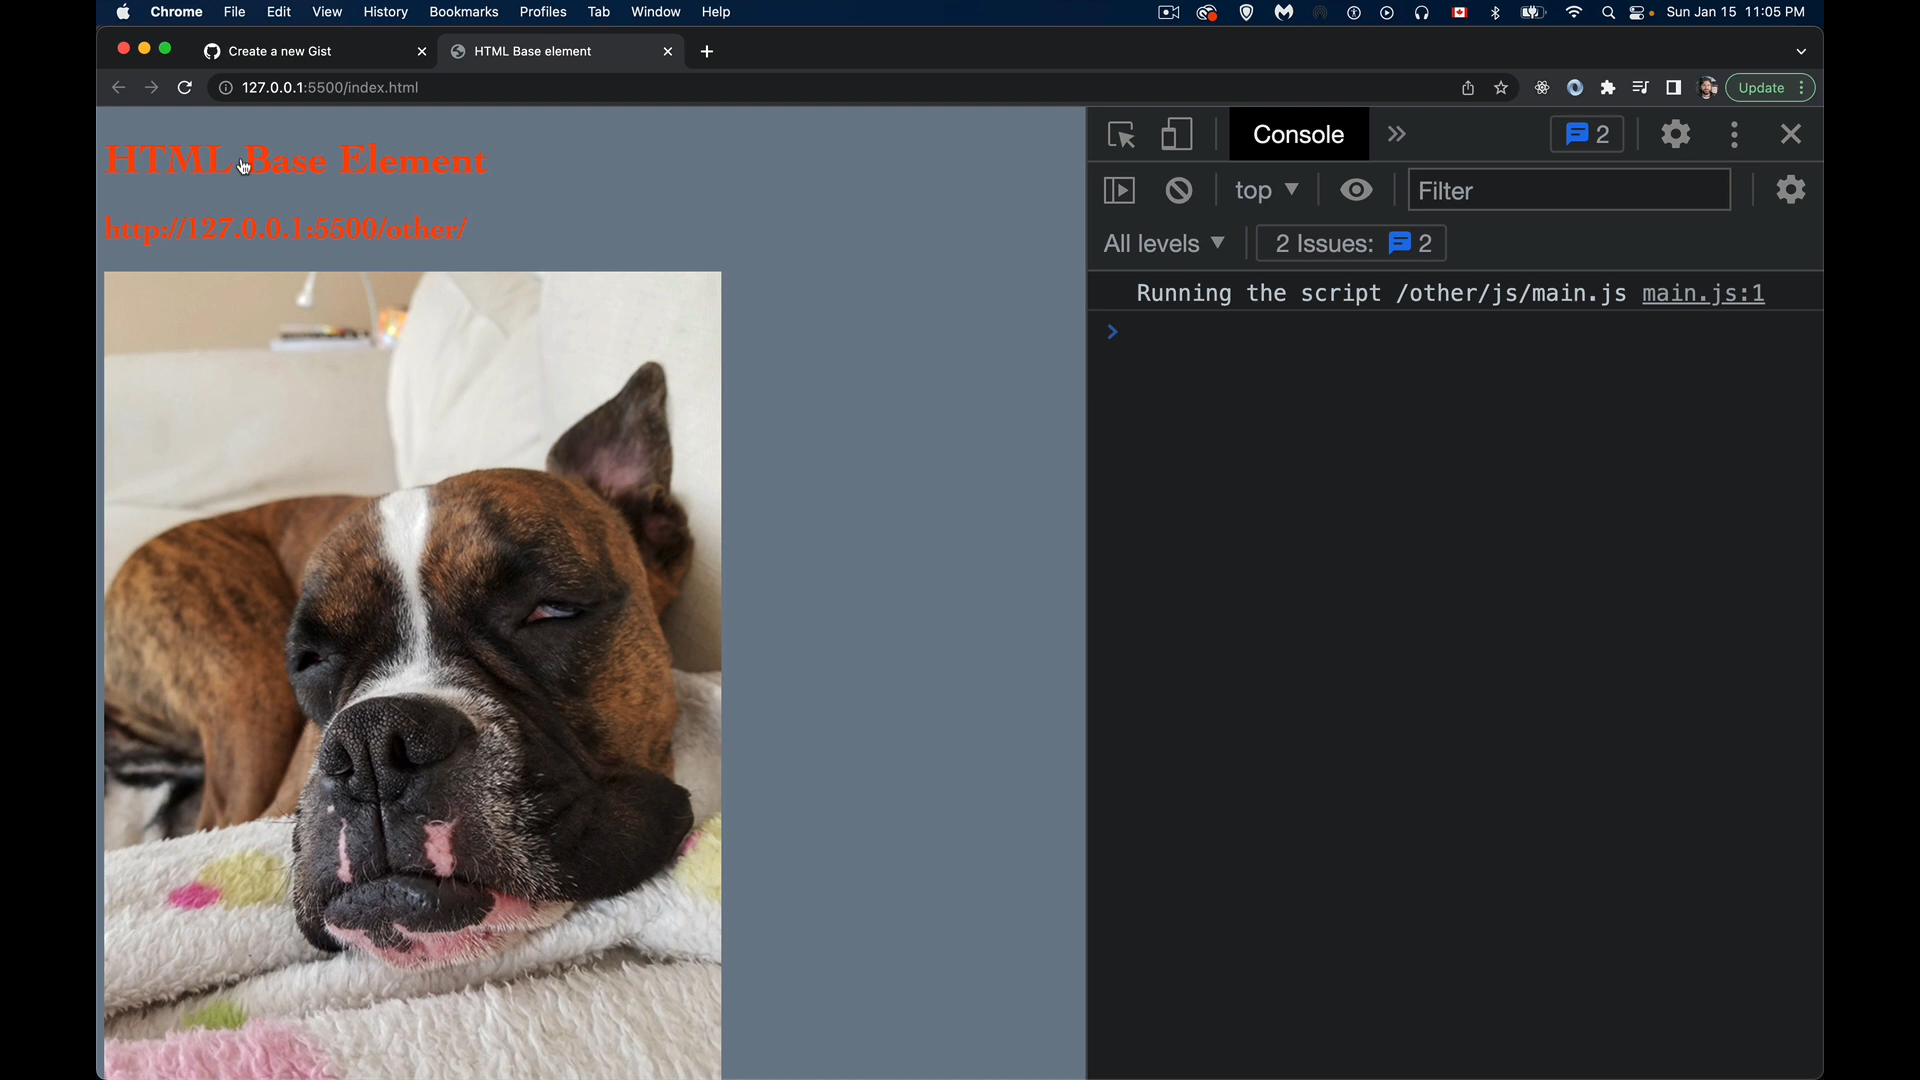 Chrome File Edit View History Bookmarks Profiles Tab Window Help Sun Jan 15 11:05 PM
Create a new Gist HTML Base element
127.0.0.1:5500/index.html Update
HTML Base Element
http://127.0.0.1:5500/other/
Console 2
top Filter
All levels 2 Issues: 2
Running the script /other/js/main.js main.js:1